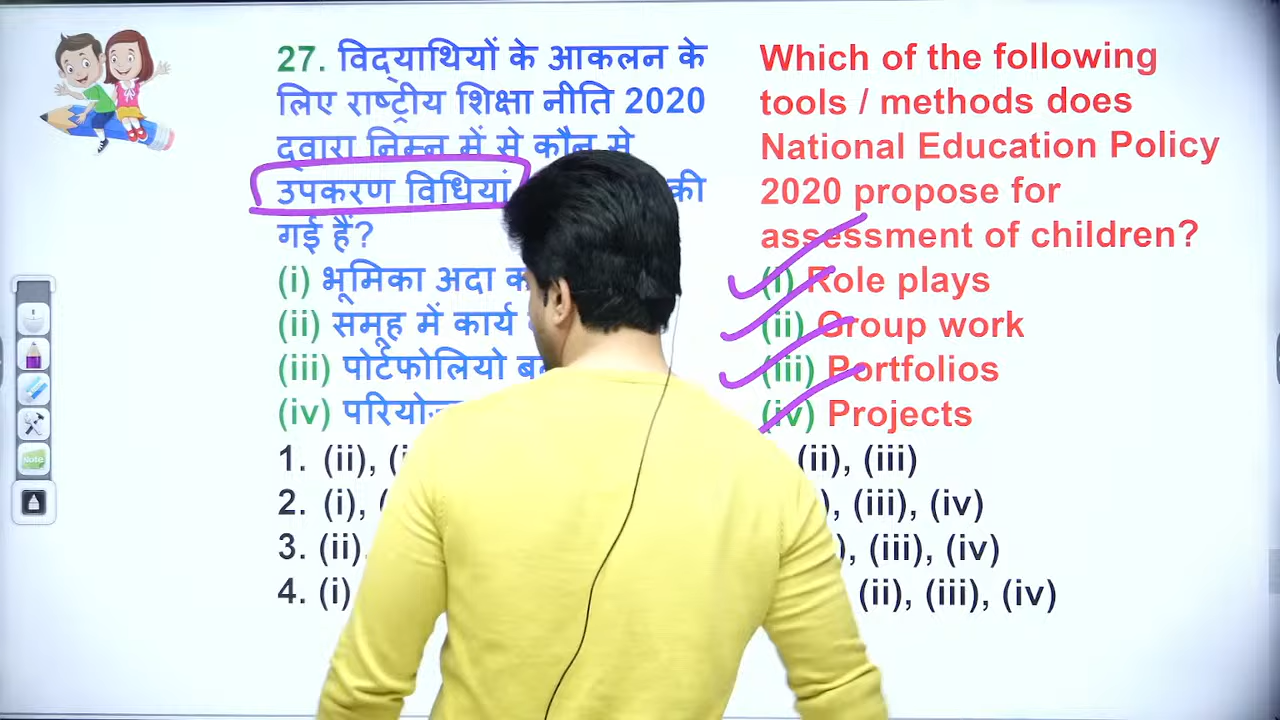 27. विद्याथियों के आकलन के
लिए राष्ट्रीय शिक्षा नीति 2020
द्वारा निम्न में से कौन से
उपकरण विधियां की
गई हैं?
(i) भूमिका अदा
(ii) समूह में कार्य
(iii) पोर्टफोलियो
(iv)
1. (ii),
2. (i),
3. (ii),
4. (i)
Which of the following
tools / methods does
National Education Policy
2020 propose for
assessment of children?
(i) Role plays
(ii) Group work
(iii) Portfolios
(iv) Projects
(ii), (iii)
, (iii), (iv)
, (iii), (iv)
(ii), (iii), (iv)
Note